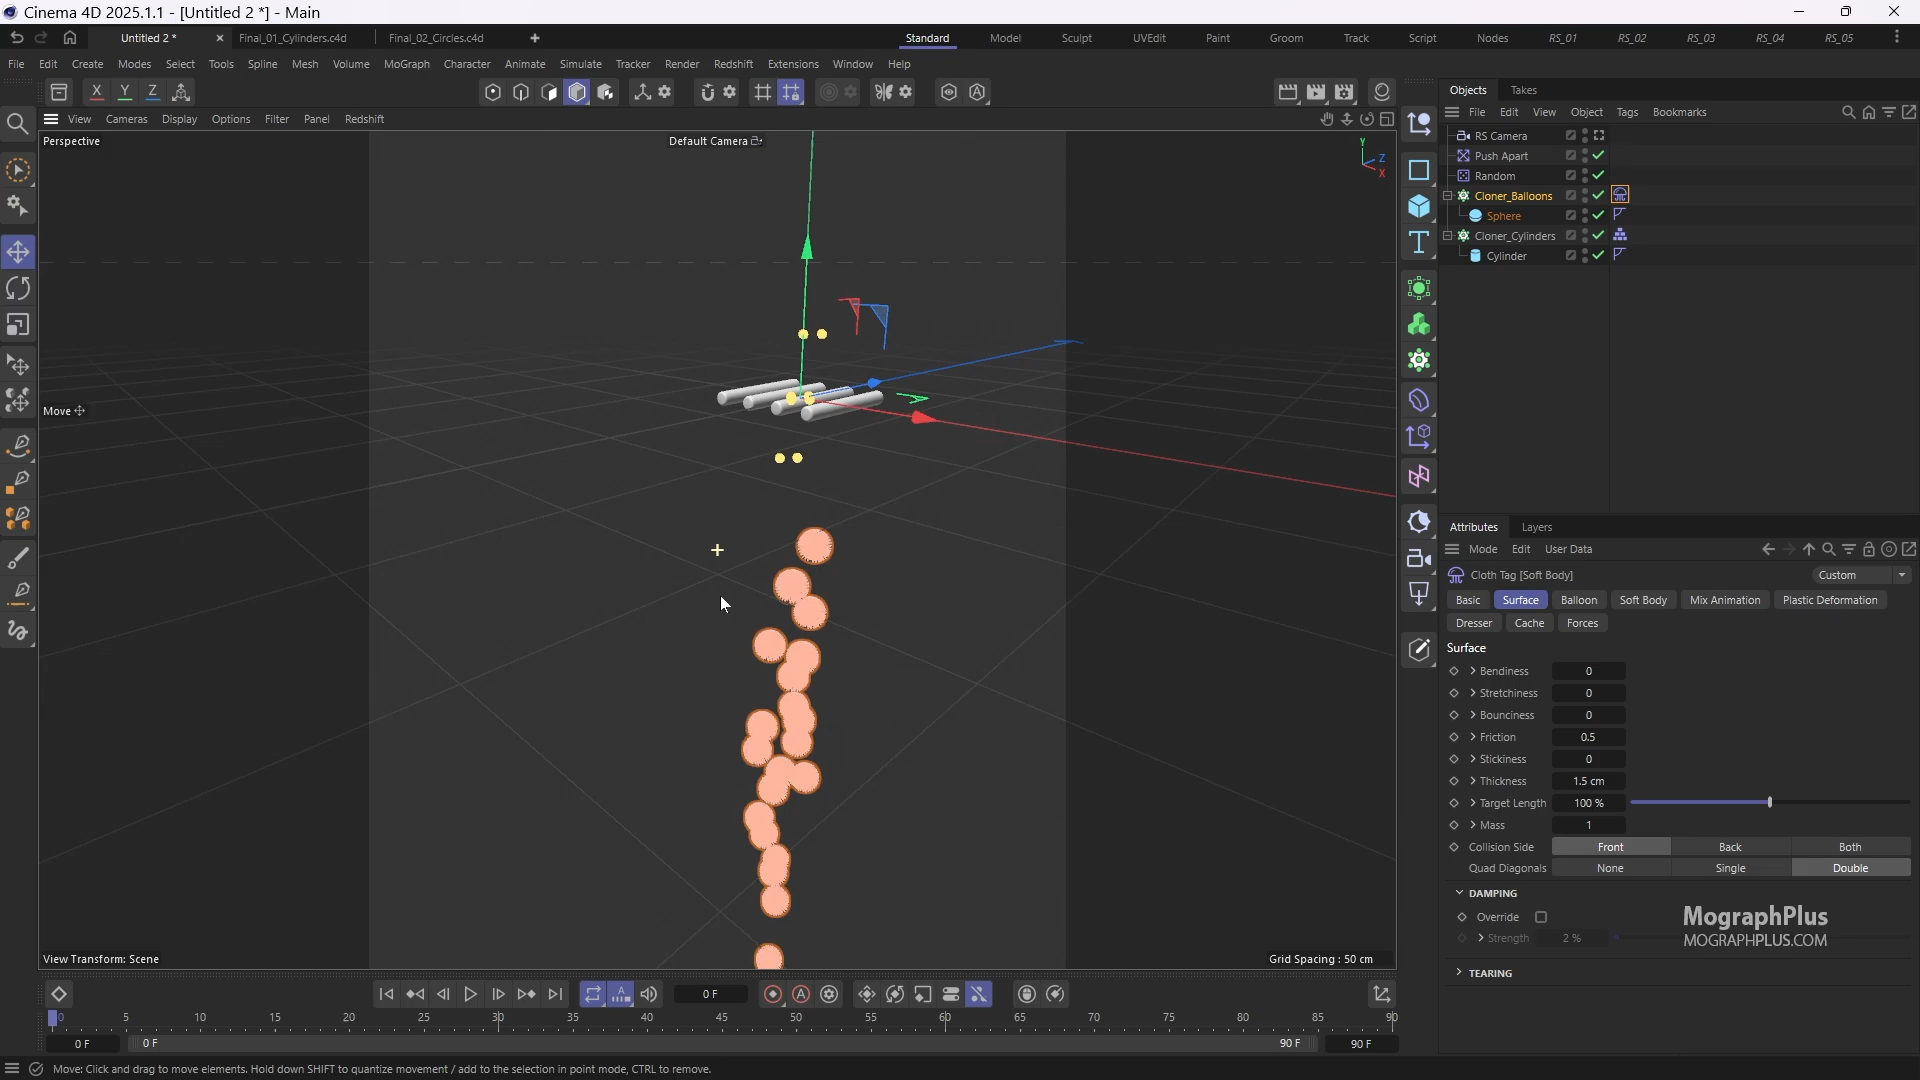 Cinema 4D 2025.1.1 - [Untitled 2 *] - Main
Untitled 2 * Final_01_Cylinders.c4d Final_02_Circles.c4d
Standard Model Sculpt UVEdit Paint Groom Track Script Nodes RS_01 RS_02 RS_03 RS_04 RS_05
File Edit Create Modes Select Tools Spline Mesh Volume MoGraph Character Animate Simulate Tracker Render Redshift Extensions Window Help
X Y Z
View Cameras Display Options Filter Panel Redshift
Perspective
Default Camera
Y
Z
X
Move
View Transform: Scene
Grid Spacing : 50 cm
Objects Takes
File Edit View Object Tags Bookmarks
RS Camera
Push Apart
Random
Cloner_Balloons
Sphere
Cloner_Cylinders
Cylinder
Attributes Layers
Mode Edit User Data
Cloth Tag [Soft Body]
Custom
Basic Surface Balloon Soft Body Mix Animation Plastic Deformation
Dresser Cache Forces
Surface
Bendiness 0
Stretchiness 0
Bounciness 0
Friction 0.5
Stickiness 0
Thickness 1.5 cm
Target Length 100 %
Mass 1
Collision Side Front Back Both
Quad Diagonals None Single Double
DAMPING
Override
Strength 2 %
TEARING
MographPlus
MOGRAPHPLUS.COM
0 F
0 5 10 15 20 25 30 35 40 45 50 55 60 65 70 75 80 85 90
0 F 0 F 90 F 90 F
Move: Click and drag to move elements. Hold down SHIFT to quantize movement / add to the selection in point mode, CTRL to remove.